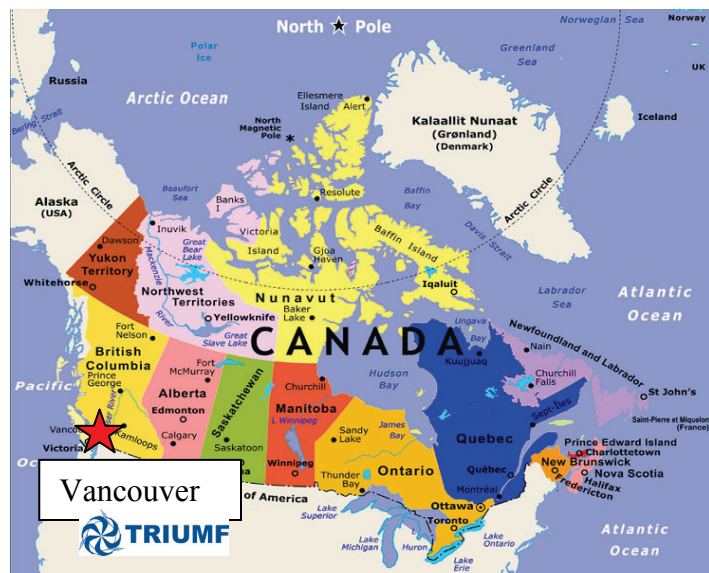 North Pole
Norwegian Sea
Norway
Polar
Ice
Greenland
Sea
UK
Russia
Arctic Ocean
Ellesmere
Island
Alert
Bering Strait
North
Magnetic
Pole
*
Kalaallit Nunaat
(Grønland)
(Denmark)
Iceland
Arctic Circle
Beaufort
Sea
Banks
I
Resolute
Baffin
Bay
Arctic Circle
Alaska
(USA)
Inuvik
Victoria
Island
Baffin Island
Davis Strait
Dawson
Great
Bear
Lake
Gjoa
Haven
Yukon
Territory
Mackenzie
River
Iqaluit
Whitehorse
Northwest
Territories
Nunavut
Labrador
Sea
Atlantic
Ocean
Yellowknife
Baker
Lake
Great
Slave Lake
CANADA
Ungava
Bay
Newfoundland and Labrador
Fort
Nelson
Nain
Kuujjuaq
British
Columbia
Fort
McMurray
Hudson
Bay
Churchill
Falls
Pacific
Prince
George
Alberta
Saskatchewan
Churchill
St John's
Edmonton
Manitoba
James
Bay
Sept-Îles
Saint-Pierre et Miquelon
(France)
ser River
Vancou
Kamloops
L Winnipeg
Sandy
Lake
Victoria
Calgary
Saskatoon
Quebec
Prince Edward Island
Charlottetown
Oc
na
Winnipeg
Ontario
Québec
New Brunswick
Nova Scotia
Halifax
Fredericton
Thunder
Bay
Montréal
Vancouver
of America
Ottawa
Toronto
Lake
Superior
TRIUMF
Lake
Michigan
Huron
Lake
Ontario
Lake
Erie
Atlantic
Ocean